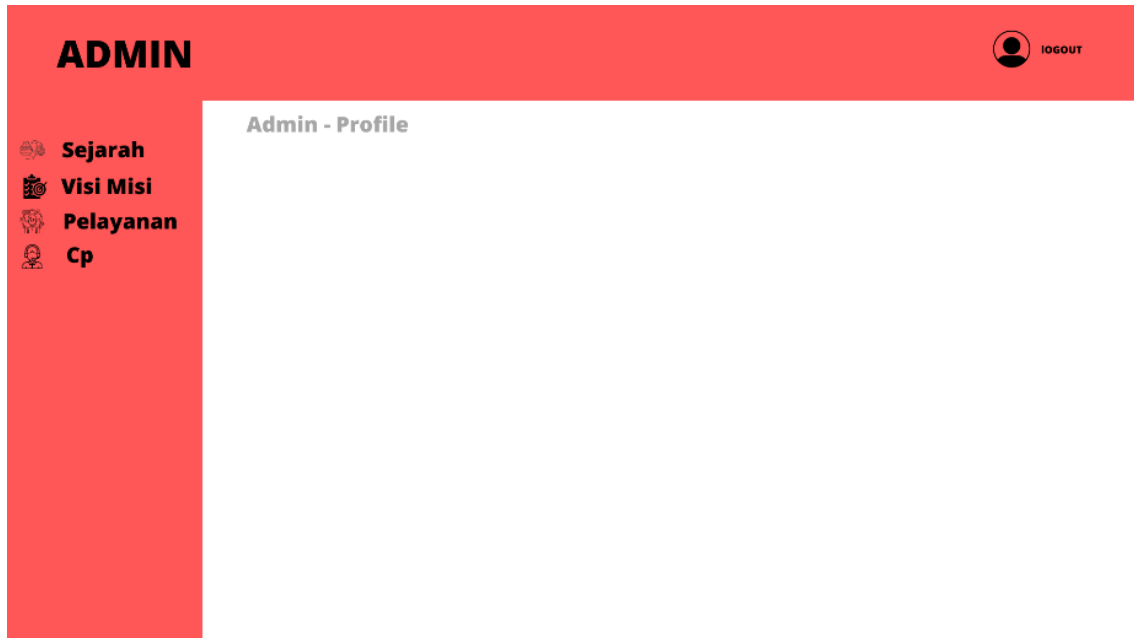 ADMIN
lOGOUT
Admin - Profile
Sejarah
Visi Misi
Pelayanan
Cp